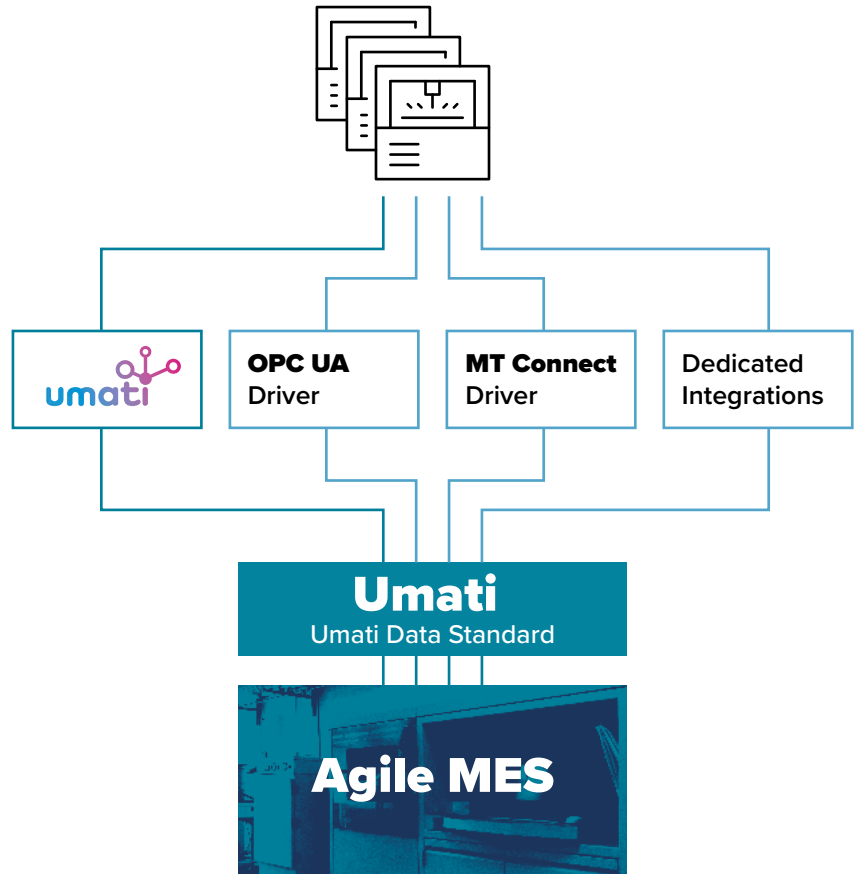 umati
OPC UA
Driver
MT Connect
Driver
Dedicated
Integrations
Umati
Umati Data Standard
Agile MES